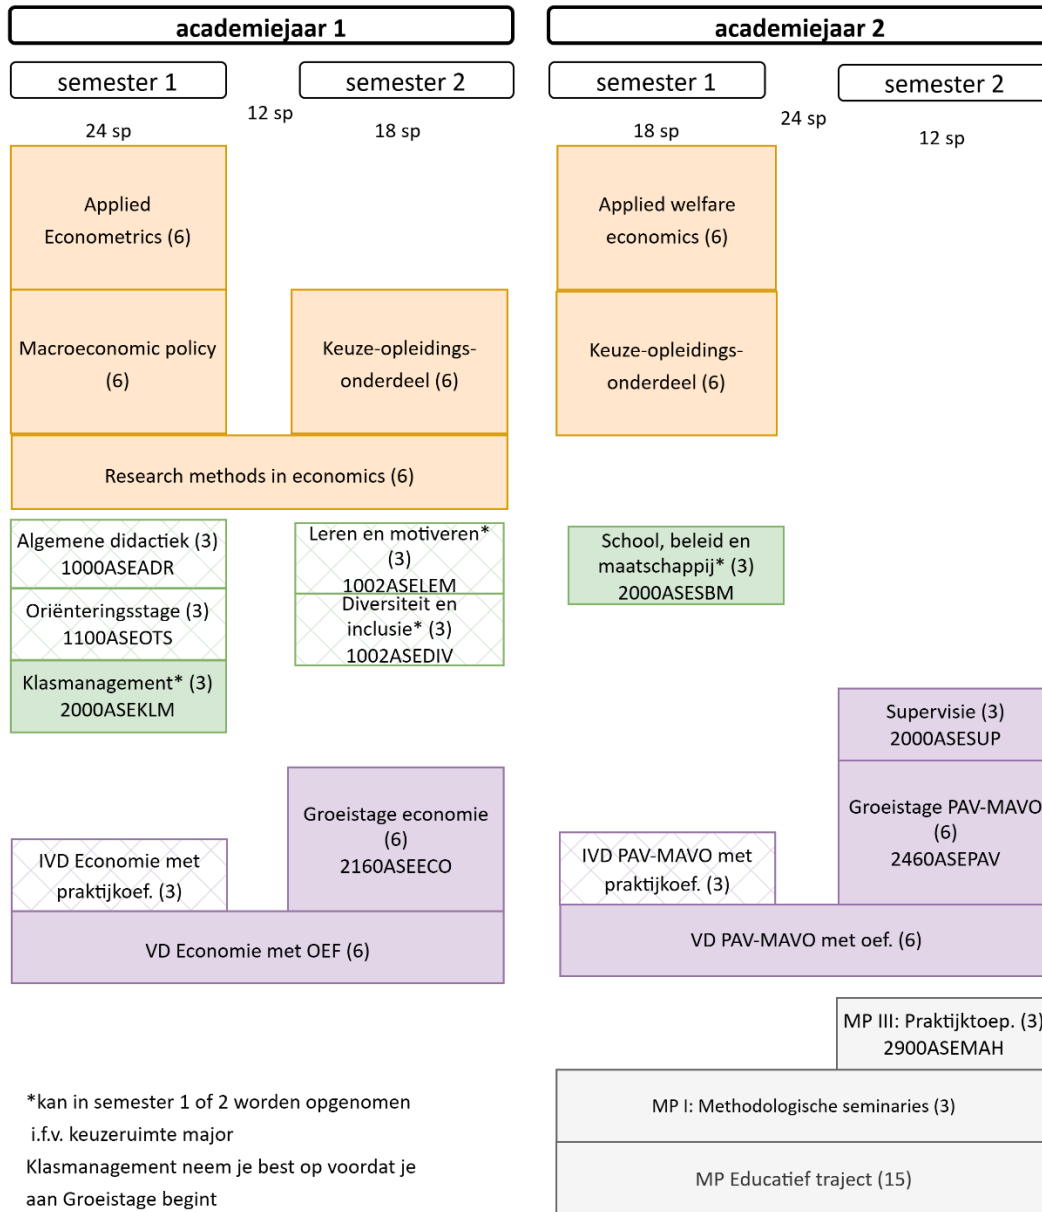 academiejaar 1
academiejaar 2
semester 1
semester 2
semester 1
semester 2
12 sp
24 sp
24 sp
18 sp
18 sp
12 sp
Applied
Econometrics (6)
Applied welfare
economics (6)
Macroeconomic policy
(6)
Keuze-opleidings-
onderdeel (6)
Keuze-opleidings-
onderdeel (6)
Research methods in economics (6)
Algemene didactiek (3)
1000ASEADR
Leren en motiveren*
(3)
1002ASELEM
School, beleid en
maatschappij* (3)
2000ASESBM
Oriënteringsstage (3)
1100ASEOTS
Diversiteit en
inclusie* (3)
1002ASEDIV
Klasmanagement* (3)
2000ASEKLM
Supervisie (3)
2000ASESUP
Groeistage economie
(6)
2160ASEECO
Groeistage PAV-MAVO
(6)
2460ASEPAV
IVD Economie met
praktijkoef. (3)
IVD PAV-MAVO met
praktijkoef. (3)
VD Economie met OEF (6)
VD PAV-MAVO met oef. (6)
MP III: Praktijktoep. (3)
2900ASEMAH
MP I: Methodologische seminaries (3)
MP Educatief traject (15)
*kan in semester 1 of 2 worden opgenomen
i.f.v. keuzeruimte major
Klasmanagement neem je best op voordat je
aan Groeistage begint